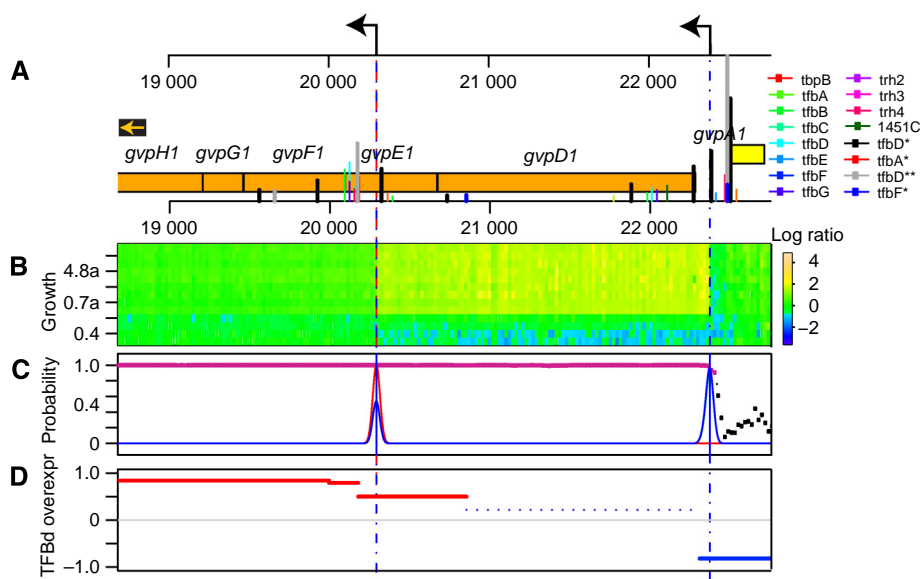 A
19 000 20 000 21 000 22 000
gvpH1 gvpG1 gvpF1 gvpE1 gvpD1 gvpA1
tbpB trh2
tfbA trh3
tfbB trh4
tfbC 1451C
tfbD tfbD*
tfbE tfbA*
tfbF tfbD**
tfbG tfbF*
19 000 20 000 21 000 22 000
B
Growth
4.8a
0.7a
0.4
Log ratio
4
2
0
−2
C
Probability
1.0
0.4
0
D
TFBd overexpr
1.0
0
−1.0